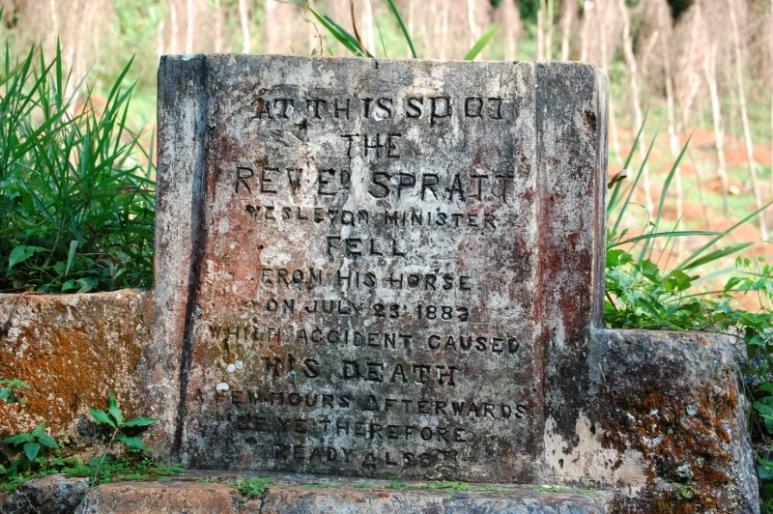 AT THIS SPOT
THE
REV ED SPRATT
WESLEYAN MINISTER
FELL
FROM HIS HORSE
ON JULY 23 1883
WHICH ACCIDENT CAUSED
HIS DEATH
A FEW HOURS AFTERWARDS
BE YE THEREFORE
READY ALSO